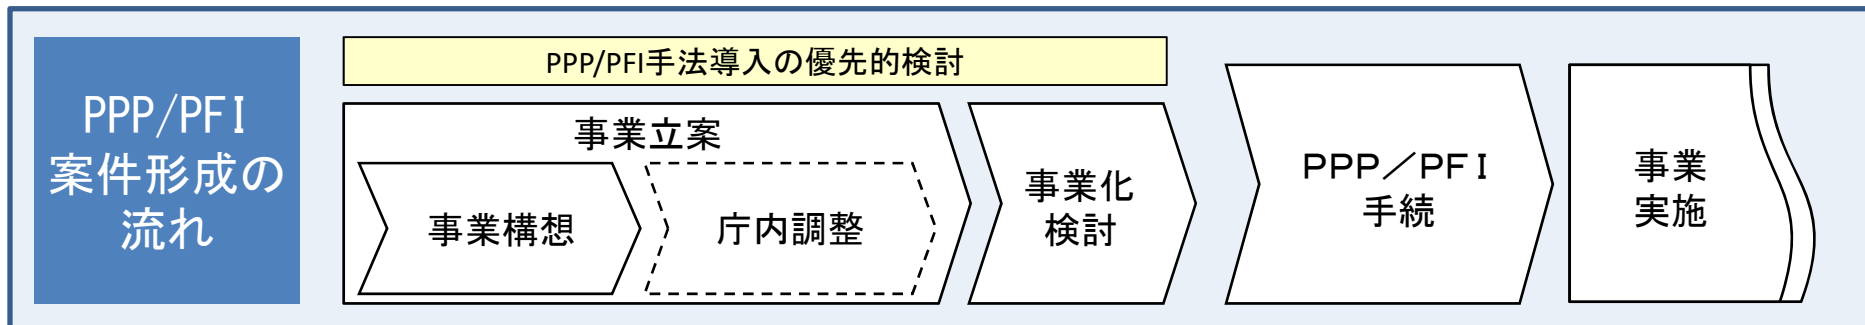 PPP/PFI
案件形成の
流れ
PPP/PFI手法導入の優先的検討
事業立案
事業構想
庁内調整
事業化
検討
ＰＰＰ／ＰＦＩ
手続
事業
実施